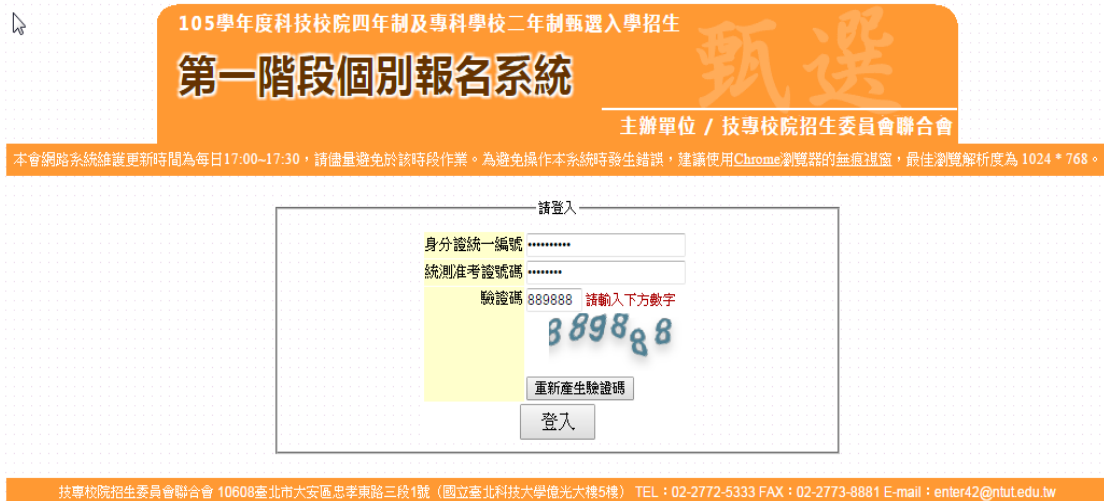 105學年度科技校院四年制及專科學校二年制甄選入學招生
甄選
第一階段個別報名系統
主辦單位 / 技專校院招生委員會聯合會
本會網路系統維護更新時間為每日17:00~17:30，請儘量避免於該時段作業。為避免操作本系統時發生錯誤，建議使用Chrome瀏覽器的無痕視窗，最佳瀏覽解析度為 1024 * 768。
請登入
身分證統一編號 ••••••••••
統測准考證號碼 ••••••••
驗證碼 889888 請輸入下方數字
889888
重新產生驗證碼
登入
技專校院招生委員會聯合會 10608臺北市大安區忠孝東路三段1號（國立臺北科技大學億光大樓5樓） TEL：02-2772-5333 FAX：02-2773-8881 E-mail：enter42@ntut.edu.tw